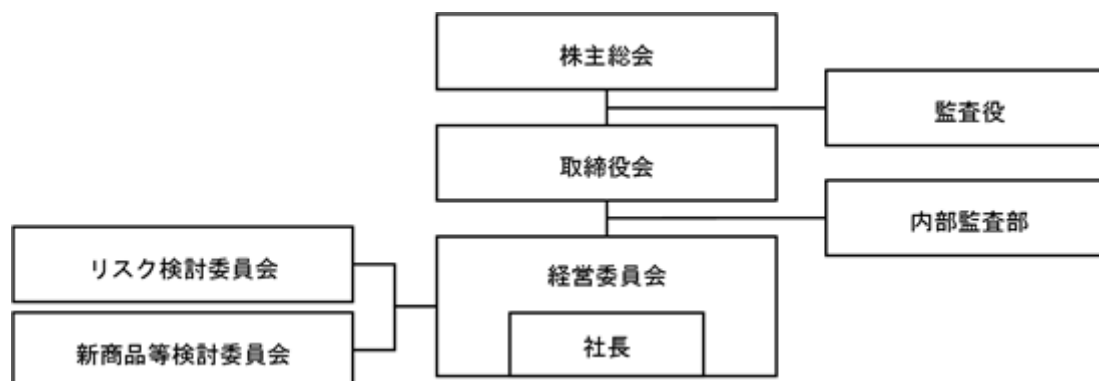 株主総会
監査役
取締役会
内部監査部
リスク検討委員会
経営委員会
新商品等検討委員会
社長